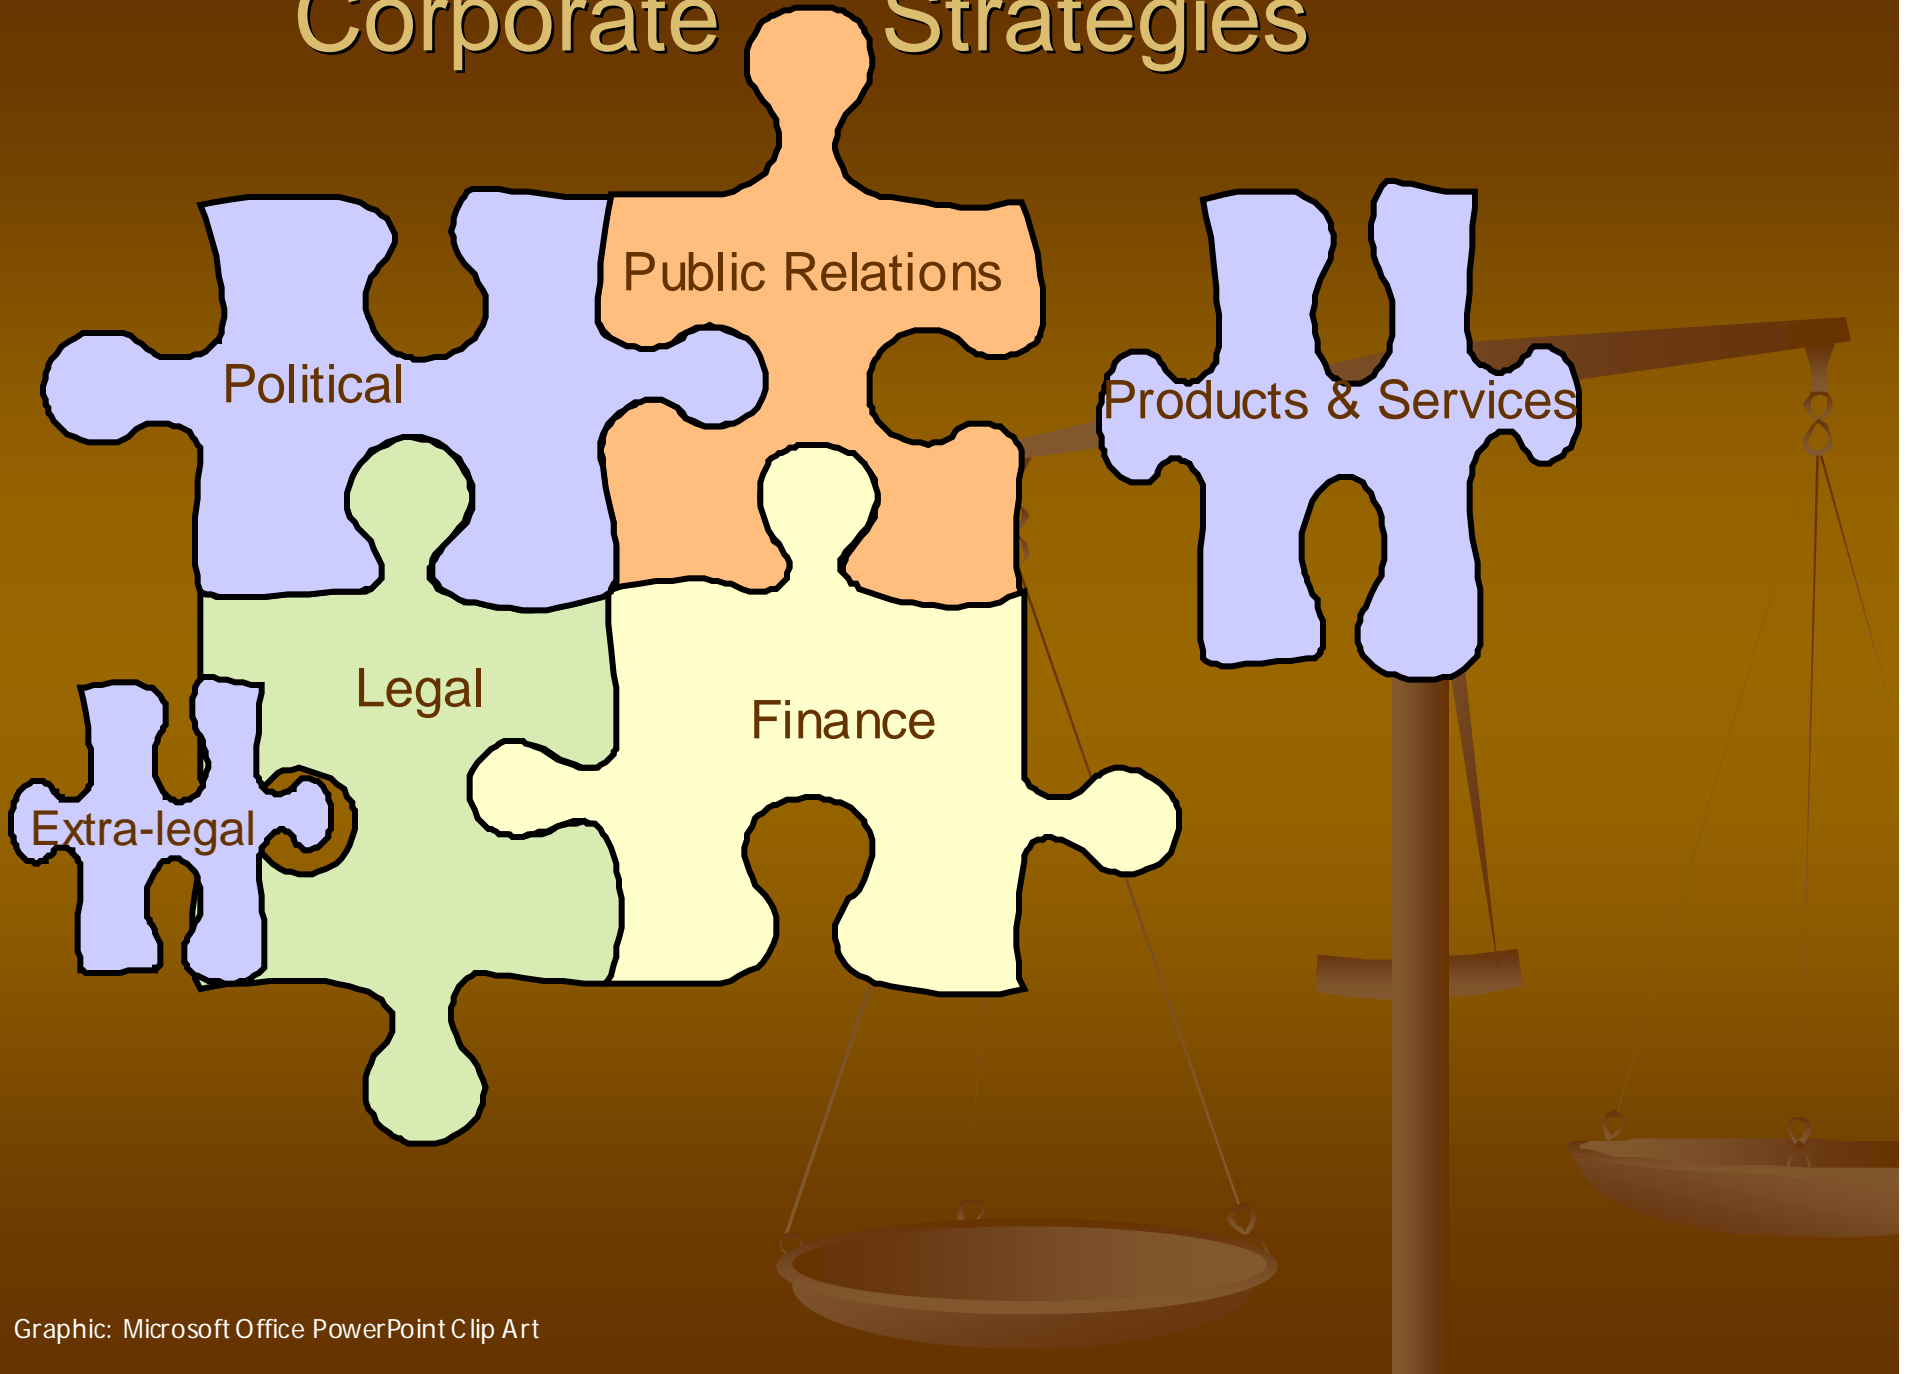 Corporate Strategies
Public Relations
Political
Products & Services
Legal
Finance
Extra-legal
Graphic: Microsoft Office PowerPoint Clip Art